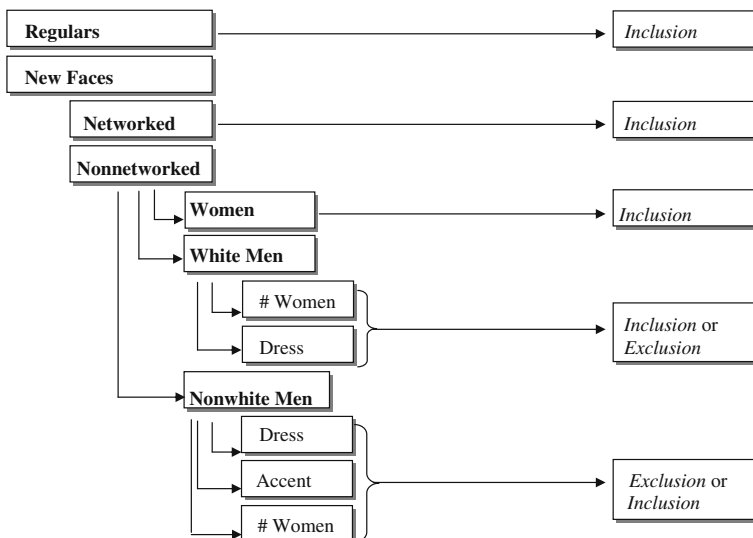 Regulars
Inclusion
New Faces
Networked
Inclusion
Nonnetworked
Women
Inclusion
White Men
# Women
Dress
Inclusion or
Exclusion
Nonwhite Men
Dress
Accent
# Women
Exclusion or
Inclusion